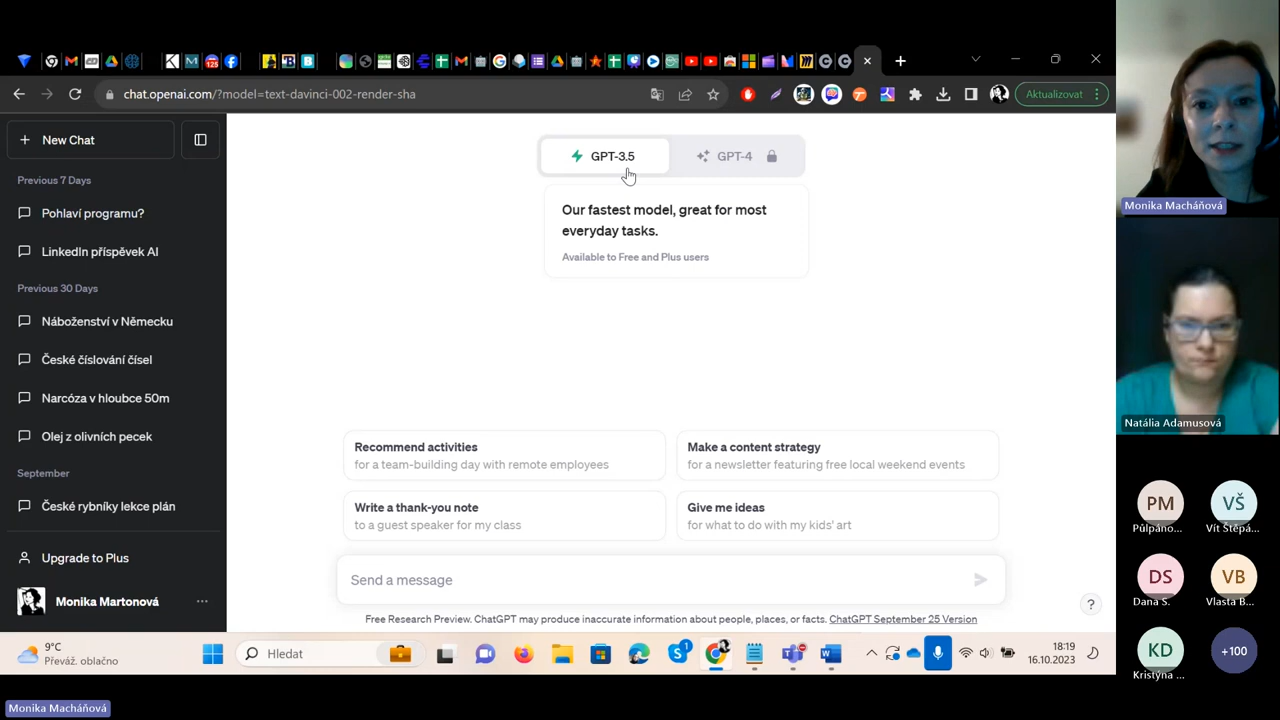 chat.openai.com/?model=text-davinci-002-render-sha
Aktualizovat
New Chat
Previous 7 Days
Pohlaví programu?
LinkedIn příspěvek AI
Previous 30 Days
Náboženství v Německu
České číslování čísel
Narcóza v hloubce 50m
Olej z olivních pecek
September
České rybníky lekce plán
Upgrade to Plus
Monika Martonová
GPT-3.5
GPT-4
Our fastest model, great for most
everyday tasks.
Available to Free and Plus users
Recommend activities
for a team-building day with remote employees
Make a content strategy
for a newsletter featuring free local weekend events
Write a thank-you note
to a guest speaker for my class
Give me ideas
for what to do with my kids' art
Send a message
Free Research Preview. ChatGPT may produce inaccurate information about people, places, or facts. ChatGPT September 25 Version
?
9°C
Převáž. oblačno
Hledat
18:19
16.10.2023
Monika Macháňová
Natália Adamusová
PM
Půlpáno...
VŠ
Vít Štěpá...
DS
Dana S.
VB
Vlasta B...
KD
Kristýna ...
+100
Monika Macháňová